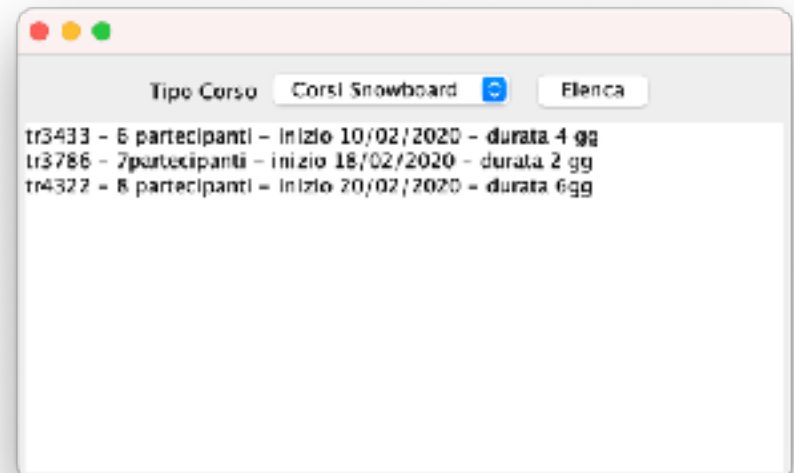 Tipo Corso Corsi Snowboard Elenca
tr3433 – 6 partecipanti – inizio 10/02/2020 – durata 4 gg
tr3786 – 7partecipanti – inizio 18/02/2020 – durata 2 gg
tr4322 – 8 partecipanti – inizio 20/02/2020 – durata 6gg